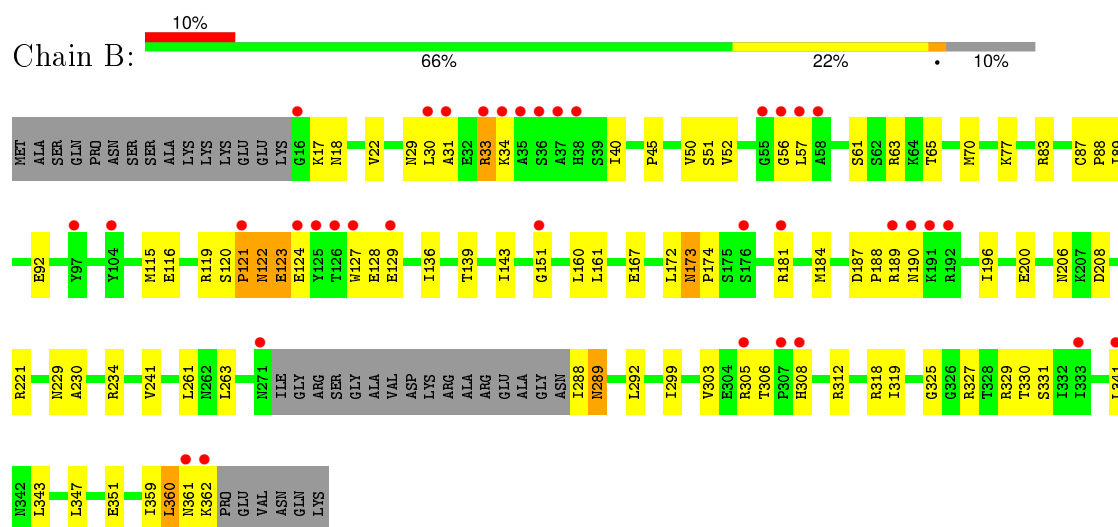 10%
Chain B:
66% 22% • 10%
MET ALA SER GLN PRO ASN SER SER ALA LYS LYS LYS GLU GLU LYS G16 K17 N18 V22 N29 L30 A31 E32 R33 K34 A35 S36 A37 H38 S39 I40 P45 V50 S51 V52 G55 G56 L57 A58 S61 S62 R63 K64 T65 M70 K77 R83 C87 P88 I89
E92 Y97 Y104 M115 E116 R119 S120 P121 N122 E123 E124 Y125 T126 W127 E128 E129 I136 T139 I143 G151 L160 L161 E167 L172 N173 P174 S175 S176 R181 M184 D187 P188 R189 N190 K191 R192 I196 E200 N206 K207 D208
R221 N229 A230 R234 V241 L261 N262 L263 N271 ILE GLY ARG SER GLY ALA VAL ASP LYS ARG ALA ARG GLU ALA GLY ASN I288 N289 L292 I299 V303 E304 R305 T306 P307 H308 R312 R318 I319 G325 G326 R327 T328 R329 T330 S331 I332 I333
N342 L343 L347 E351 I359 L360 N361 K362 PRO GLU VAL ASN GLN LYS